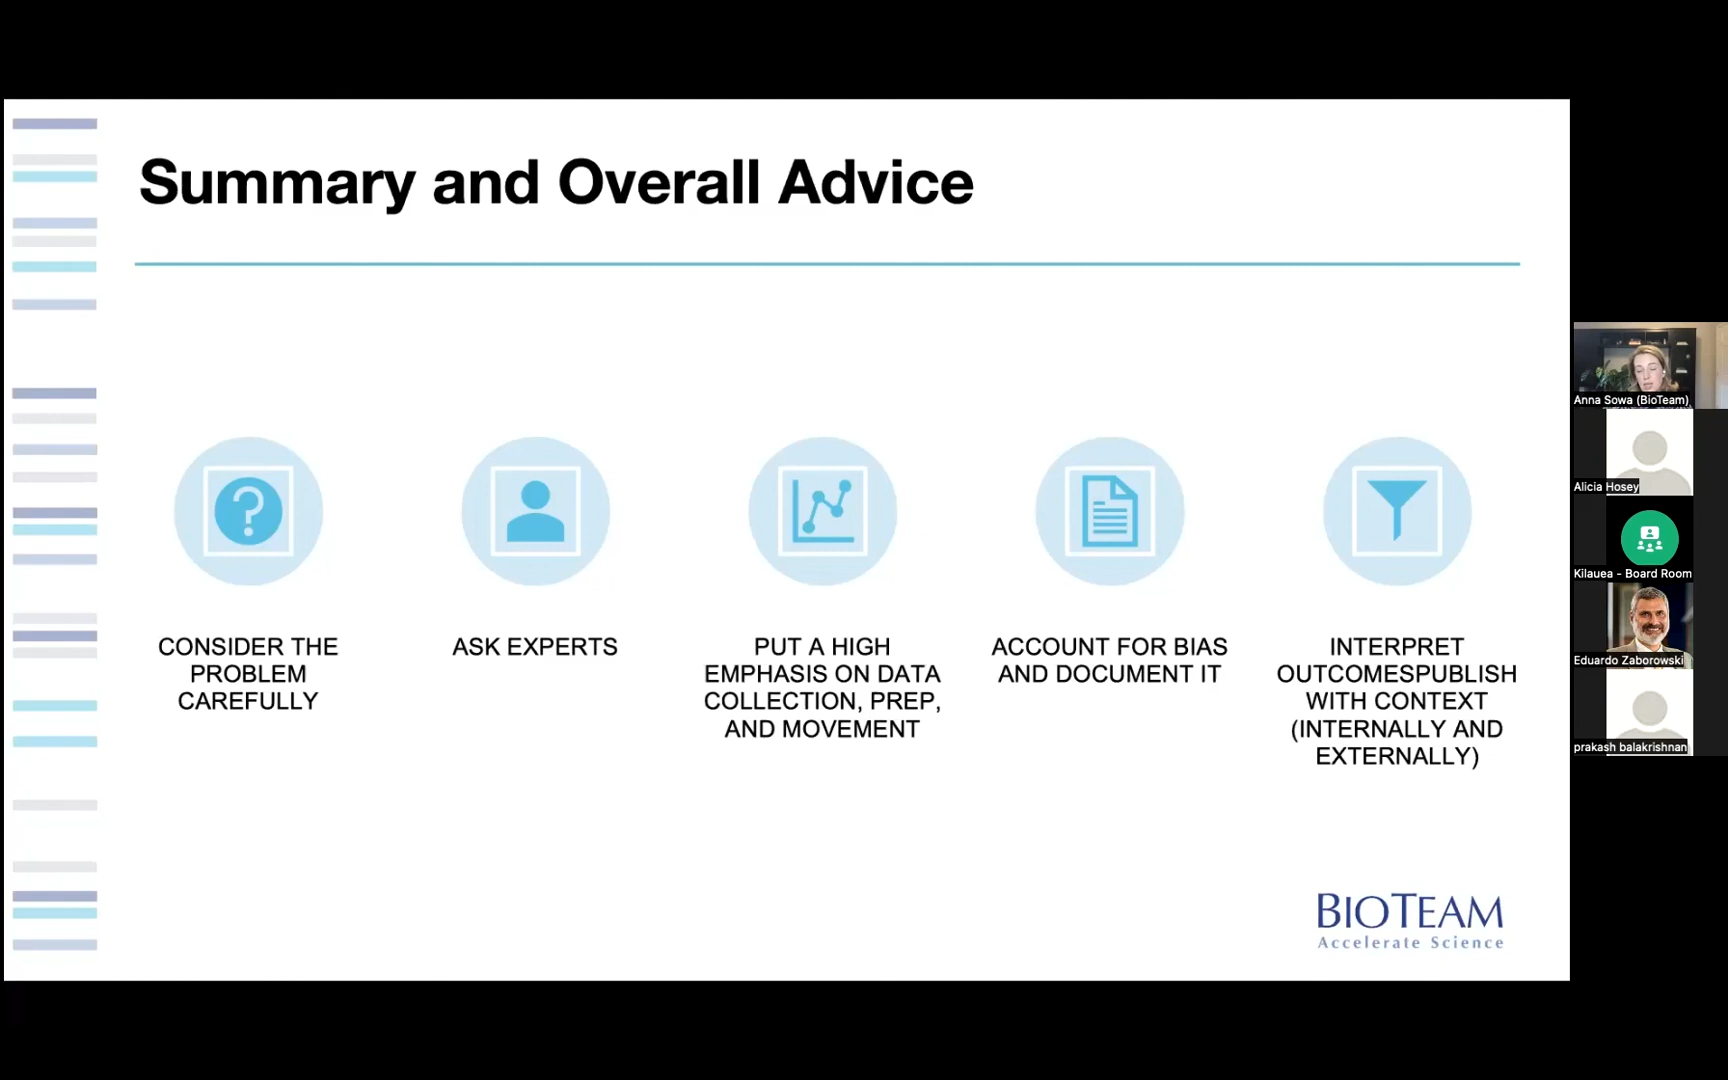 Summary and Overall Advice
CONSIDER THE
PROBLEM
CAREFULLY
ASK EXPERTS
PUT A HIGH
EMPHASIS ON DATA
COLLECTION, PREP,
AND MOVEMENT
ACCOUNT FOR BIAS
AND DOCUMENT IT
INTERPRET
OUTCOMESPUBLISH
WITH CONTEXT
(INTERNALLY AND
EXTERNALLY)
BIOTEAM
Accelerate Science
Anna Sowa (BioTeam)
Alicia Hosey
Kilauea - Board Room
Eduardo Zaborowski
prakash balakrishnan